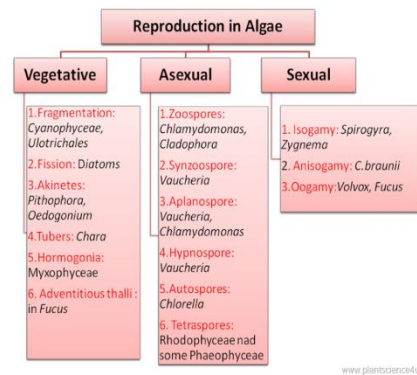 Reproduction in Algae
Vegetative
1.Fragmentation:
Cyanophyceae,
Ulotrichales
2.Fission: Diatoms
3.Akinetes:
Pithophora,
Oedogonium
4.Tubers: Chara
5.Hormogonia:
Myxophyceae
6. Adventitious thalli :
in Fucus
Asexual
1.Zoospores:
Chlamydomonas,
Cladophora
2.Synzoospore:
Vaucheria
3.Aplanospore:
Vaucheria,
Chlamydomonas
4.Hypnospore:
Vaucheria
5.Autospores:
Chlorella
6. Tetraspores:
Rhodophyceae nad
some Phaeophyceae
Sexual
1. Isogamy: Spirogyra,
Zygnema
2. Anisogamy: C.braunii
3.Oogamy: Volvox, Fucus
www.plantscience4u